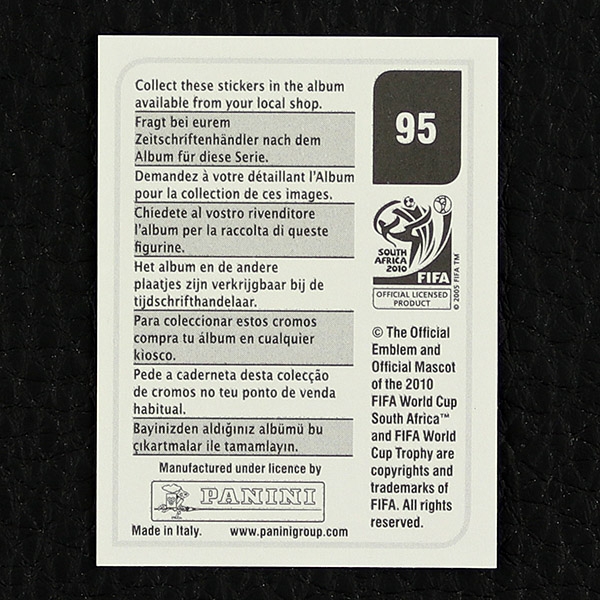 Collect these stickers in the album
available from your local shop.
Fragt bei eurem
Zeitschriftenhändler nach dem
Album für diese Serie.
Demandez à votre détaillant l'Album
pour la collection de ces images.
Chiedete al vostro rivenditore
l'album per la raccolta di queste
figurine.
Het album en de andere
plaatjes zijn verkrijgbaar bij de
tijdschrifthandelaar.
Para coleccionar estos cromos
compra tu álbum en cualquier
kiosco.
Pede a caderneta desta colecção
de cromos no teu ponto de venda
habitual.
Bayinizden aldığınız albümü bu
çıkartmalar ile tamamlayın.
Manufactured under licence by
PANINI
Made in Italy. www.paninigroup.com
95
SOUTH
AFRICA
2010
FIFA
OFFICIAL LICENSED
PRODUCT
© 2005 FIFA TM
© The Official
Emblem and
Official Mascot
of the 2010
FIFA World Cup
South Africa™
and FIFA World
Cup Trophy are
copyrights and
trademarks of
FIFA. All rights
reserved.